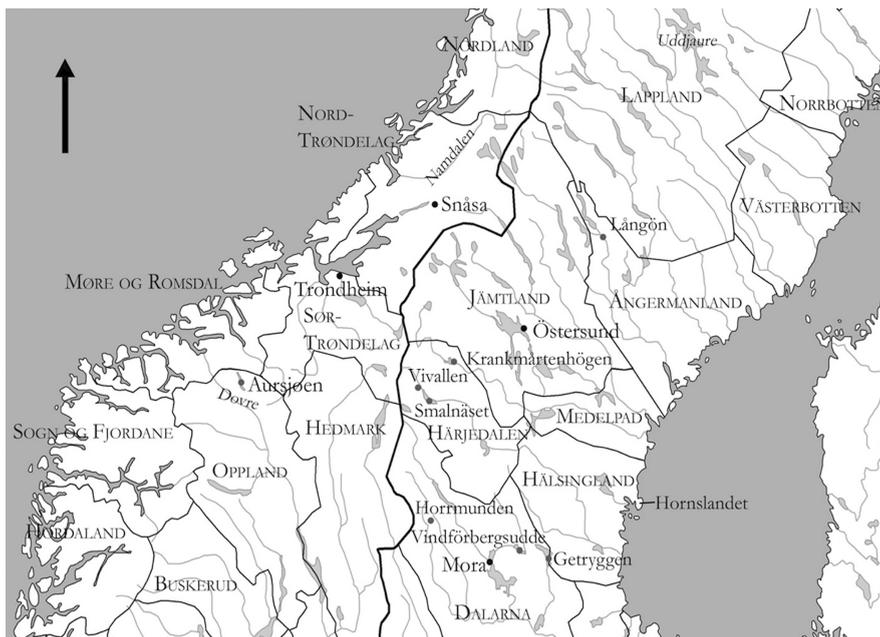 NORDLAND
Uddjaure
LAPPLAND
NORRBOTTEN
NORD-
TRØNDELAG
Namdalen
Snåsa
VÄSTERBOTTEN
Långön
MØRE OG ROMSDAL
Trondheim
JÄMTLAND
ÅNGERMANLAND
SØR-
TRØNDELAG
Östersund
Krankmårtenhögen
Vivallen
Aursjøen
Dovre
Smalnäset
MEDELPAD
SOGN OG FJORDANE
HEDMARK
HÄRJEDALEN
OPPLAND
HÄLSINGLAND
Hornslandet
Horrmunden
HORDALAND
Vindförbergsudde
Mora
Getryggen
BUSKERUD
DALARNA